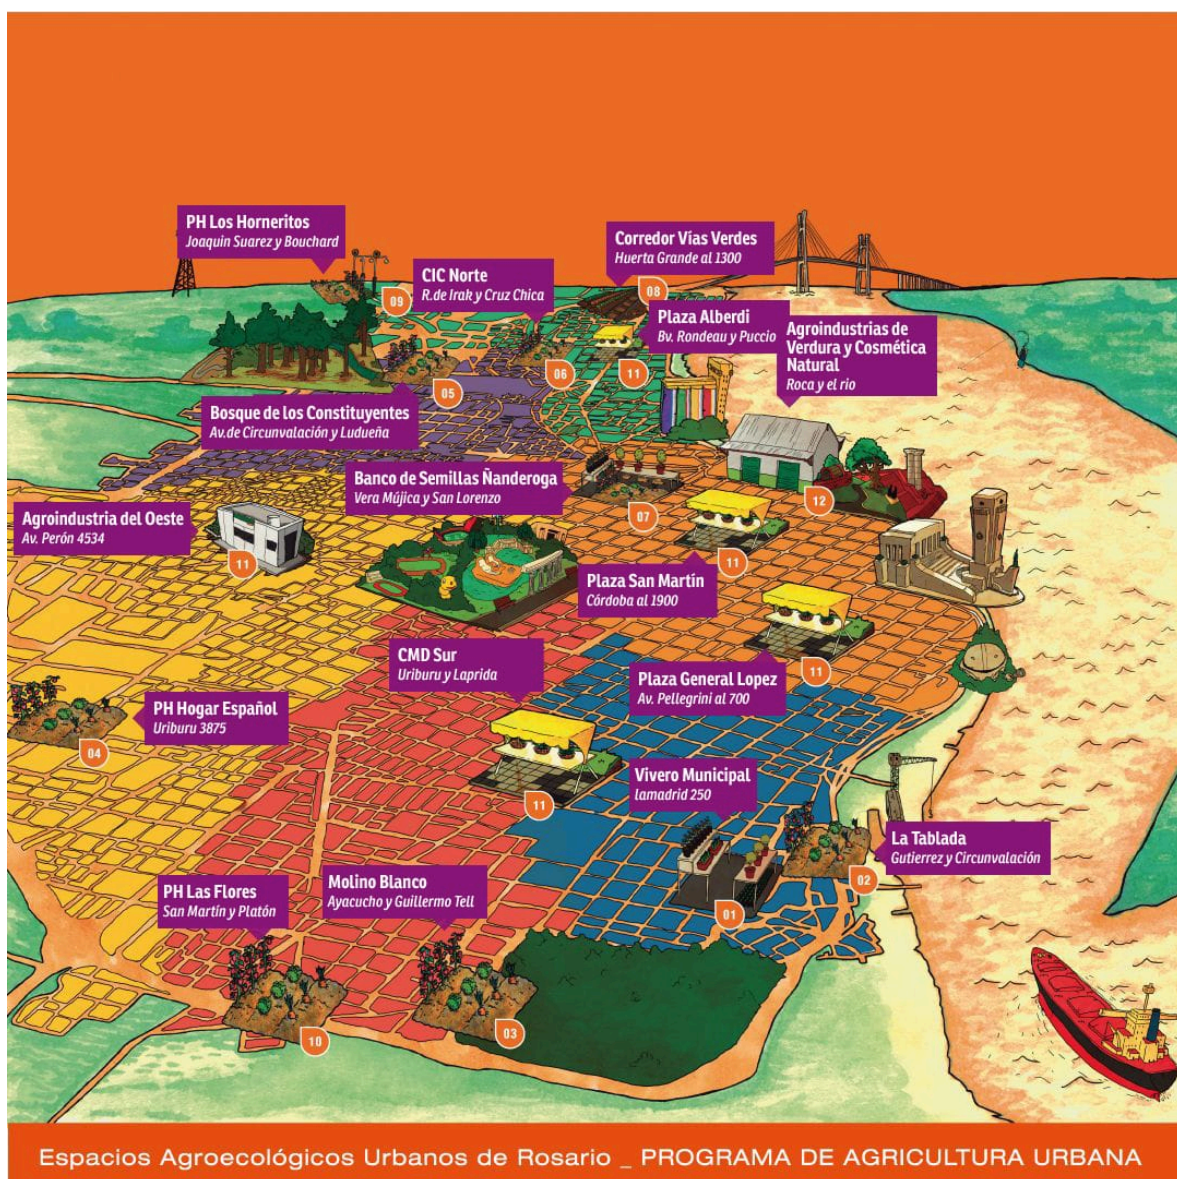 PH Los Horneritos
Joaquin Suarez y Bouchard
Corredor Vías Verdes
Huerta Grande al 1300
CIC Norte
R.de Irak y Cruz Chica
09
08
Plaza Alberdi
Bv. Rondeau y Puccio
Agroindustrias de
Verdura y Cosmética
Natural
Roca y el rio
06
11
05
Bosque de los Constituyentes
Av.de Circunvalación y Ludueña
Banco de Semillas Ñanderoga
Vera Mújica y San Lorenzo
12
07
Agroindustria del Oeste
Av. Perón 4534
11
11
Plaza San Martín
Córdoba al 1900
CMD Sur
Uriburu y Laprida
Plaza General Lopez
Av. Pellegrini al 700
11
PH Hogar Español
Uriburu 3875
04
Vivero Municipal
lamadrid 250
11
La Tablada
Gutierrez y Circunvalación
02
PH Las Flores
San Martín y Platón
Molino Blanco
Ayacucho y Guillermo Tell
01
10
03
Espacios Agroecológicos Urbanos de Rosario _ PROGRAMA DE AGRICULTURA URBANA